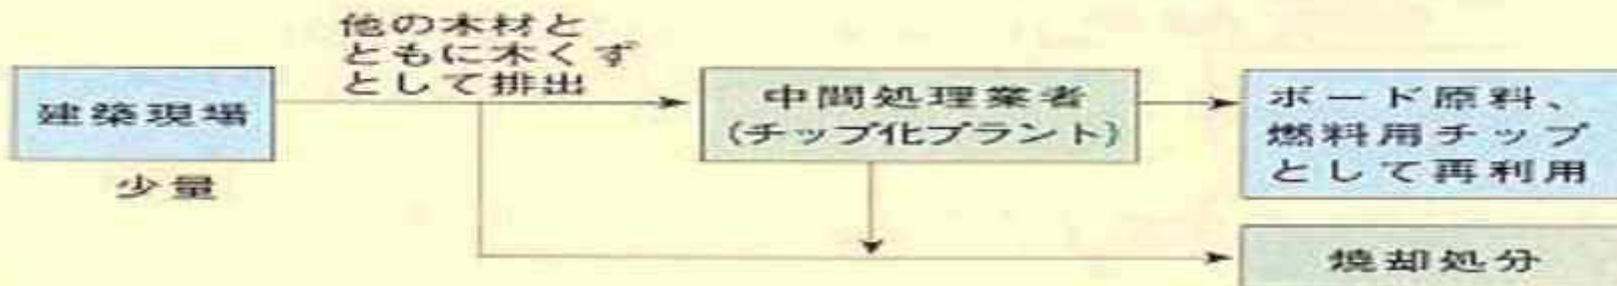 他の木材と
ともに木くず
として排出
建築現場
少量
中間処理業者
(チップ化プラント)
ボード原料、
燃料用チップ
として再利用
焼却処分